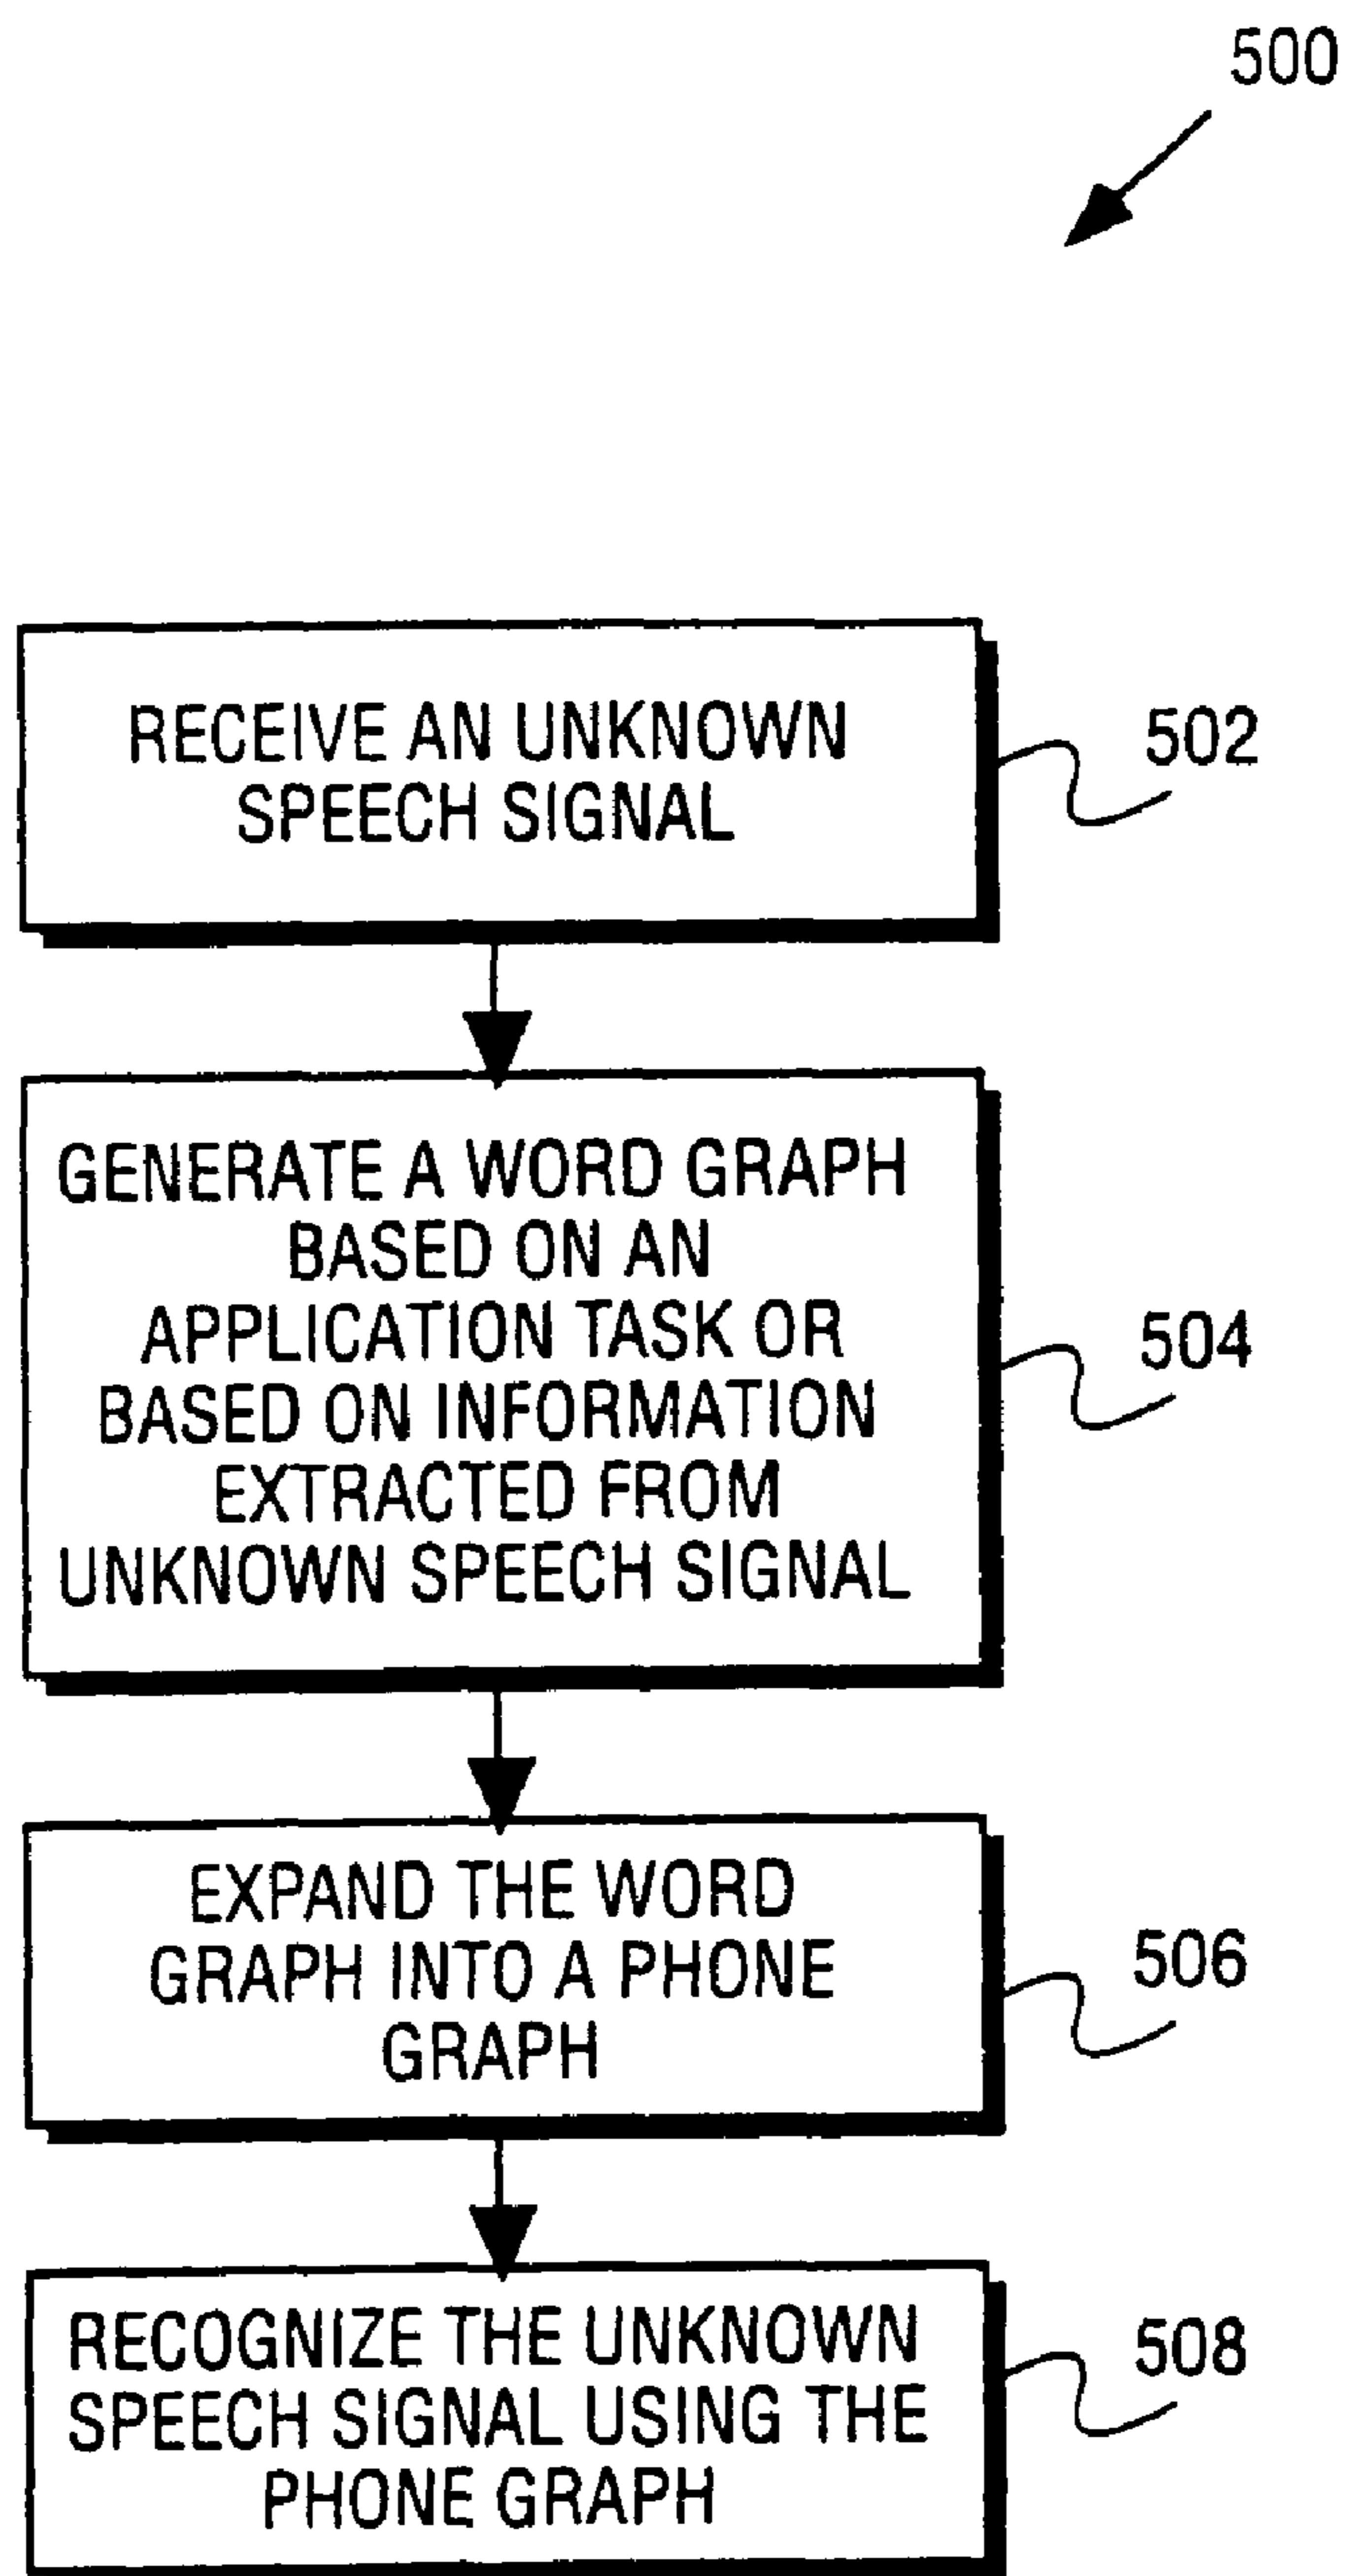 500
RECEIVE AN UNKNOWN
SPEECH SIGNAL
502
GENERATE A WORD GRAPH
BASED ON AN
APPLICATION TASK OR
BASED ON INFORMATION
EXTRACTED FROM
UNKNOWN SPEECH SIGNAL
504
EXPAND THE WORD
GRAPH INTO A PHONE
GRAPH
506
RECOGNIZE THE UNKNOWN
SPEECH SIGNAL USING THE
PHONE GRAPH
508